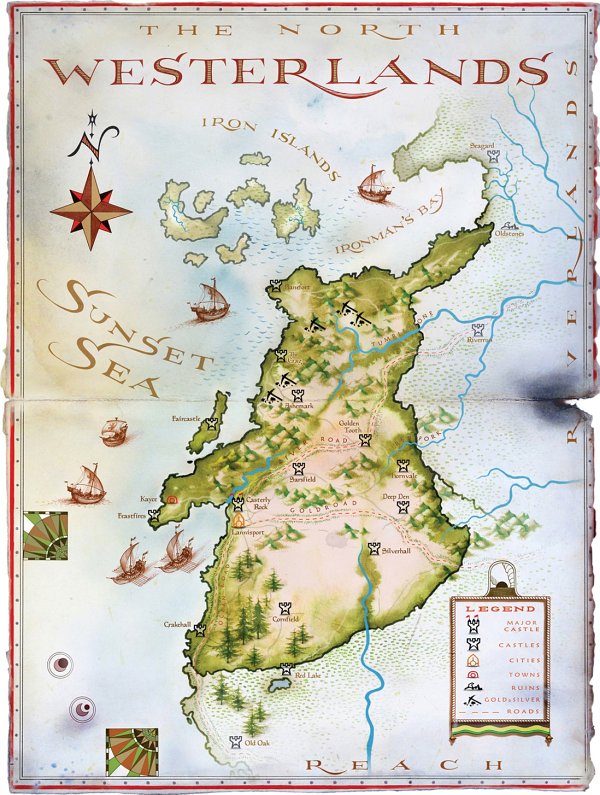 THE NORTH
WESTERLANDS
IRON ISLANDS
N
Seagard
IRONMAN'S BAY
Oldstones
RIVERLANDS
Banefort
SUNSET
SEA
TUMBLESTONE
Riverrun
The Crag
Ashemark
Faircastle
Golden
Tooth
RIVER ROAD
Sarsfield
Hornvale
Kayce
Casterly
Rock
Deep Den
Feastfires
GOLDROAD
Lannisport
Silverhall
Cornfield
Crakehall
Red Lake
Old Oak
REACH
LEGEND
MAJOR
CASTLE
CASTLES
CITIES
TOWNS
RUINS
GOLD&SILVER
ROADS